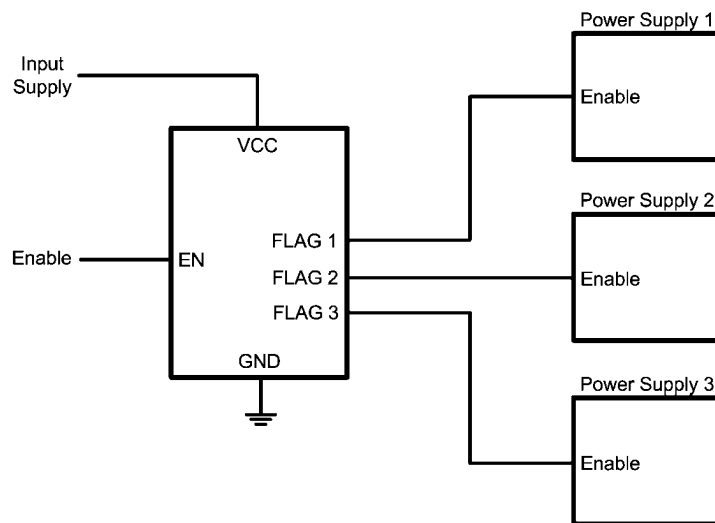 Power Supply 1
Input
Supply
Enable
VCC
Power Supply 2
FLAG 1
Enable
EN
FLAG 2
Enable
FLAG 3
GND
Power Supply 3
Enable